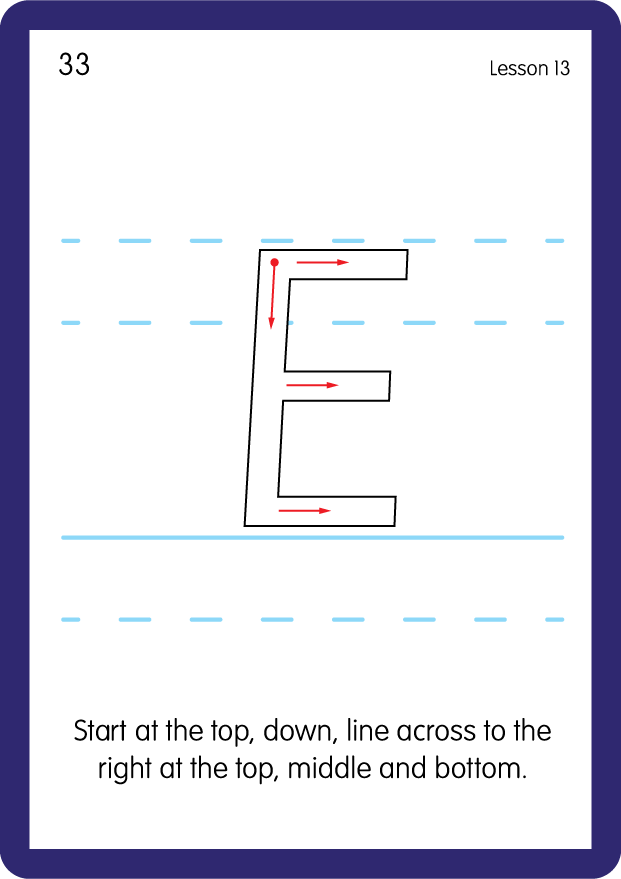 33
Lesson 13
E
Start at the top, down, line across to the
right at the top, middle and bottom.